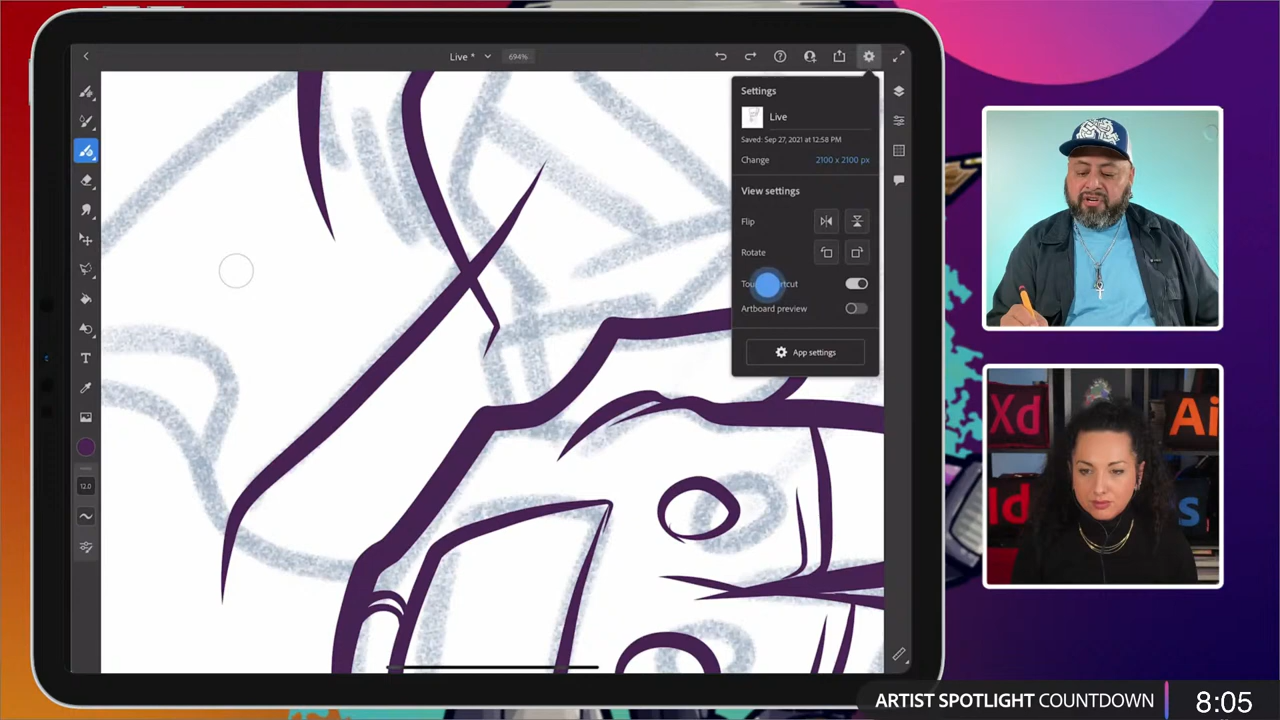 Live *
694%
Settings
Live
Saved: Sep 27, 2021 at 12:58 PM
Change 2100 x 2100 px
View settings
Flip
Rotate
Artboard preview
App settings
T
12.0
Xd
Ai
Id
s
ARTIST SPOTLIGHT COUNTDOWN 8:05